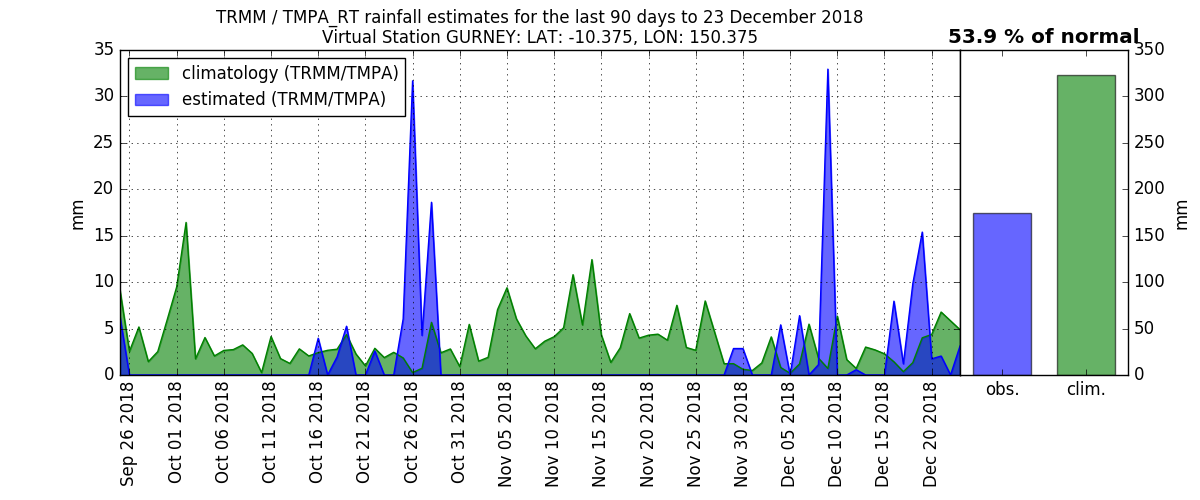 TRMM / TMPA_RT rainfall estimates for the last 90 days to 23 December 2018
Virtual Station GURNEY: LAT: -10.375, LON: 150.375
53.9 % of normal
climatology (TRMM/TMPA)
estimated (TRMM/TMPA)
mm
35
30
25
20
15
10
5
0
Sep 26 2018
Oct 01 2018
Oct 06 2018
Oct 11 2018
Oct 16 2018
Oct 21 2018
Oct 26 2018
Oct 31 2018
Nov 05 2018
Nov 10 2018
Nov 15 2018
Nov 20 2018
Nov 25 2018
Nov 30 2018
Dec 05 2018
Dec 10 2018
Dec 15 2018
Dec 20 2018
obs.
clim.
350
300
250
200
150
100
50
0
mm